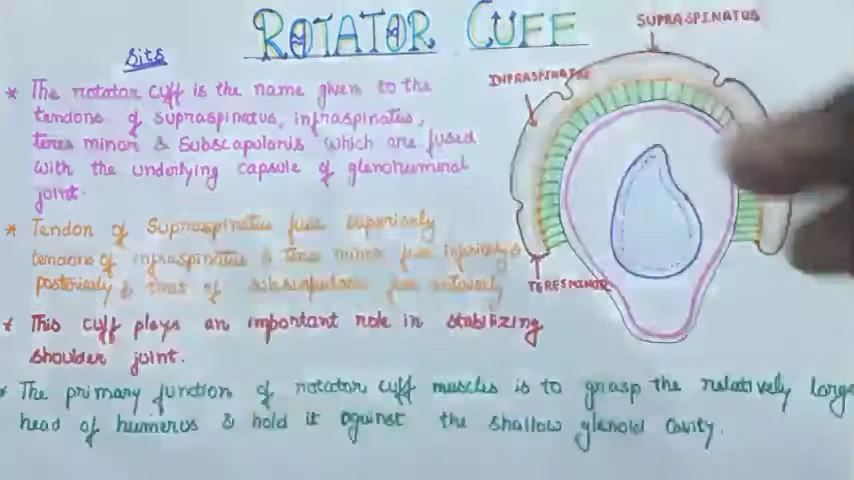 ROTATOR CUFF
Sits
SUPRASPINATUS
INFRASPINATUS
* The rotator cuff is the name given to the
tendons of supraspinatus, infraspinatus,
teres minor & Subscapularis which are fused
with the underlying capsule of glenohuminal
joint.
* Tendon of Supraspinatus fuse superiorly
tendons of infraspinatus & teres minor fuse inferiorly &
posteriorly & that of subscapularis fuse anteriorly
TERES MINOR
* This cuff plays an important role in stabilizing
shoulder joint.
* The primary function of rotator cuff muscles is to grasp the relatively large
head of humerus & hold it against the shallow glenoid cavity.